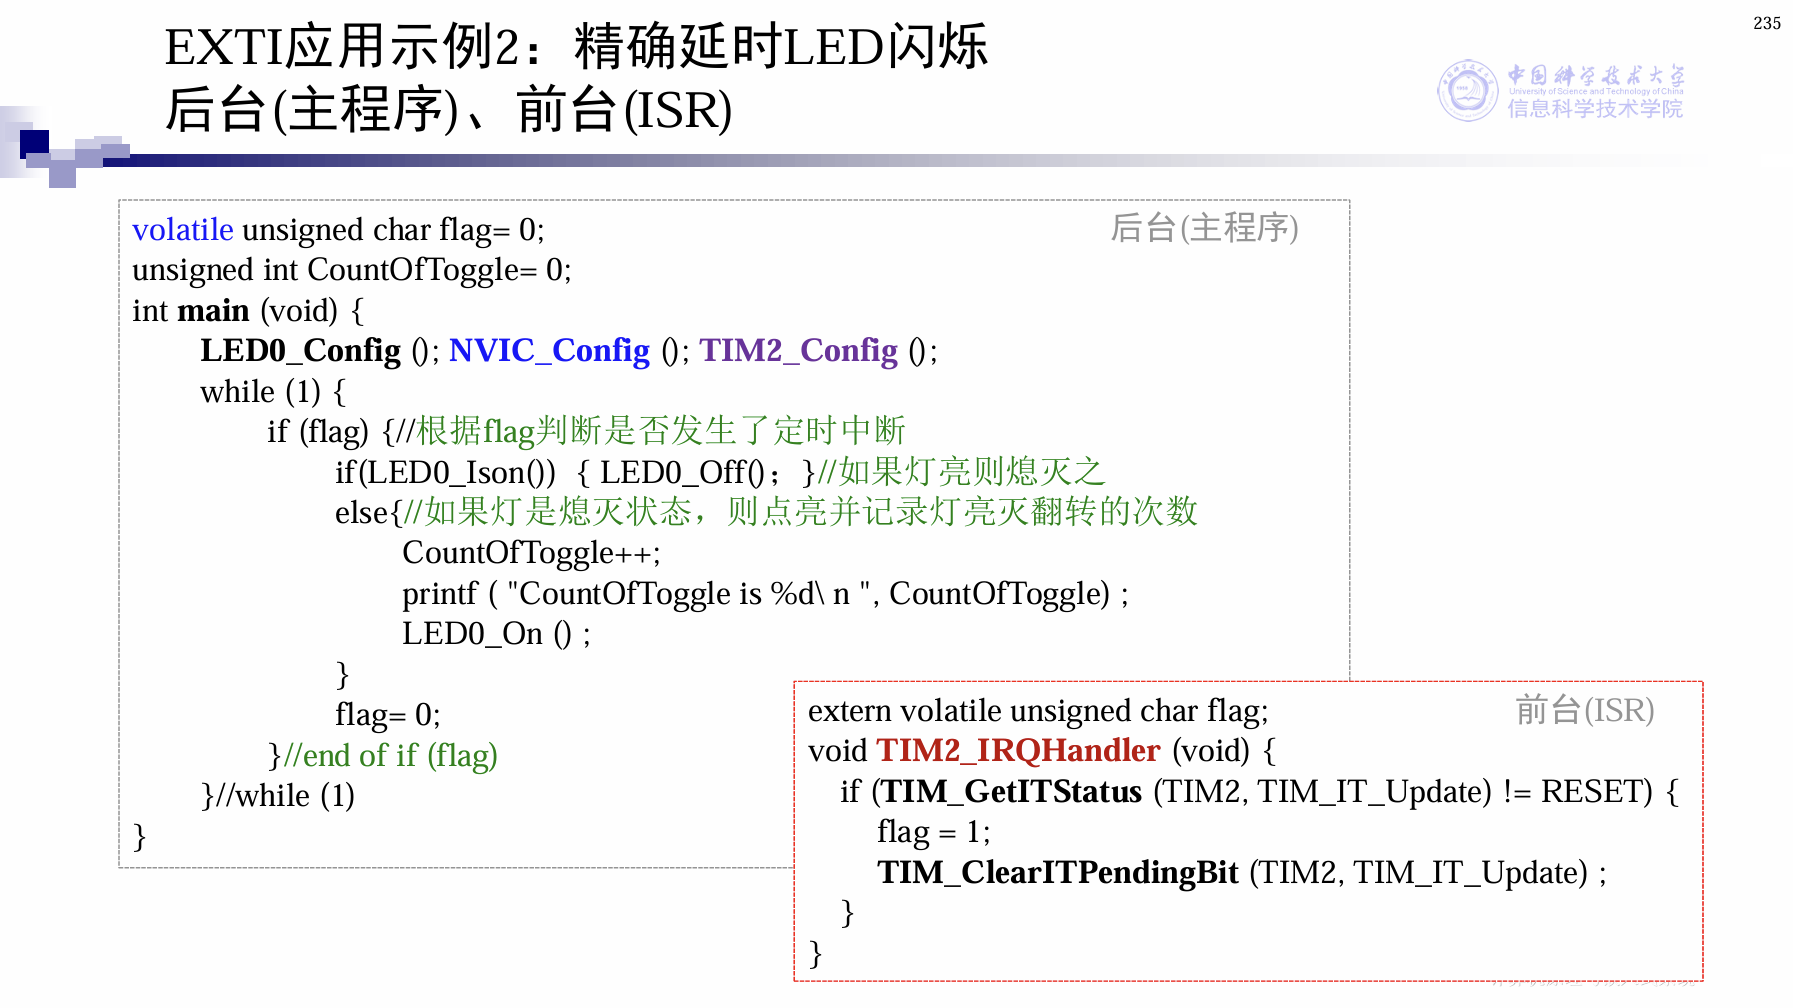 235
EXTI应用示例2：精确延时LED闪烁
后台(主程序)、前台(ISR)
中国科学技术大学
University of Science and Technology of China
信息科学技术学院
后台(主程序)
volatile unsigned char flag= 0;
unsigned int CountOfToggle= 0;
int main (void) {
LED0_Config (); NVIC_Config (); TIM2_Config ();
while (1) {
if (flag) {//根据flag判断是否发生了定时中断
if(LED0_Ison()) { LED0_Off()；}//如果灯亮则熄灭之
else{//如果灯是熄灭状态，则点亮并记录灯亮灭翻转的次数
CountOfToggle++;
printf ( "CountOfToggle is %d\ n ", CountOfToggle) ;
LED0_On () ;
}
flag= 0;
}//end of if (flag)
}//while (1)
}
前台(ISR)
extern volatile unsigned char flag;
void TIM2_IRQHandler (void) {
if (TIM_GetITStatus (TIM2, TIM_IT_Update) != RESET) {
flag = 1;
TIM_ClearITPendingBit (TIM2, TIM_IT_Update) ;
}
}